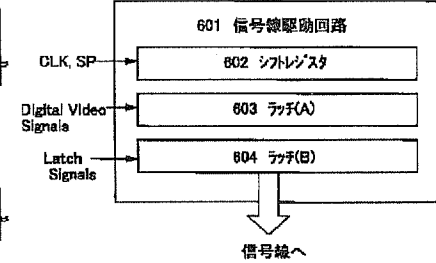 601 信号線駆動回路
CLK, SP
602 シフトレジスタ
Digital Video
Signals
603 ラッチ(A)
Latch
Signals
604 ラッチ(B)
信号線へ